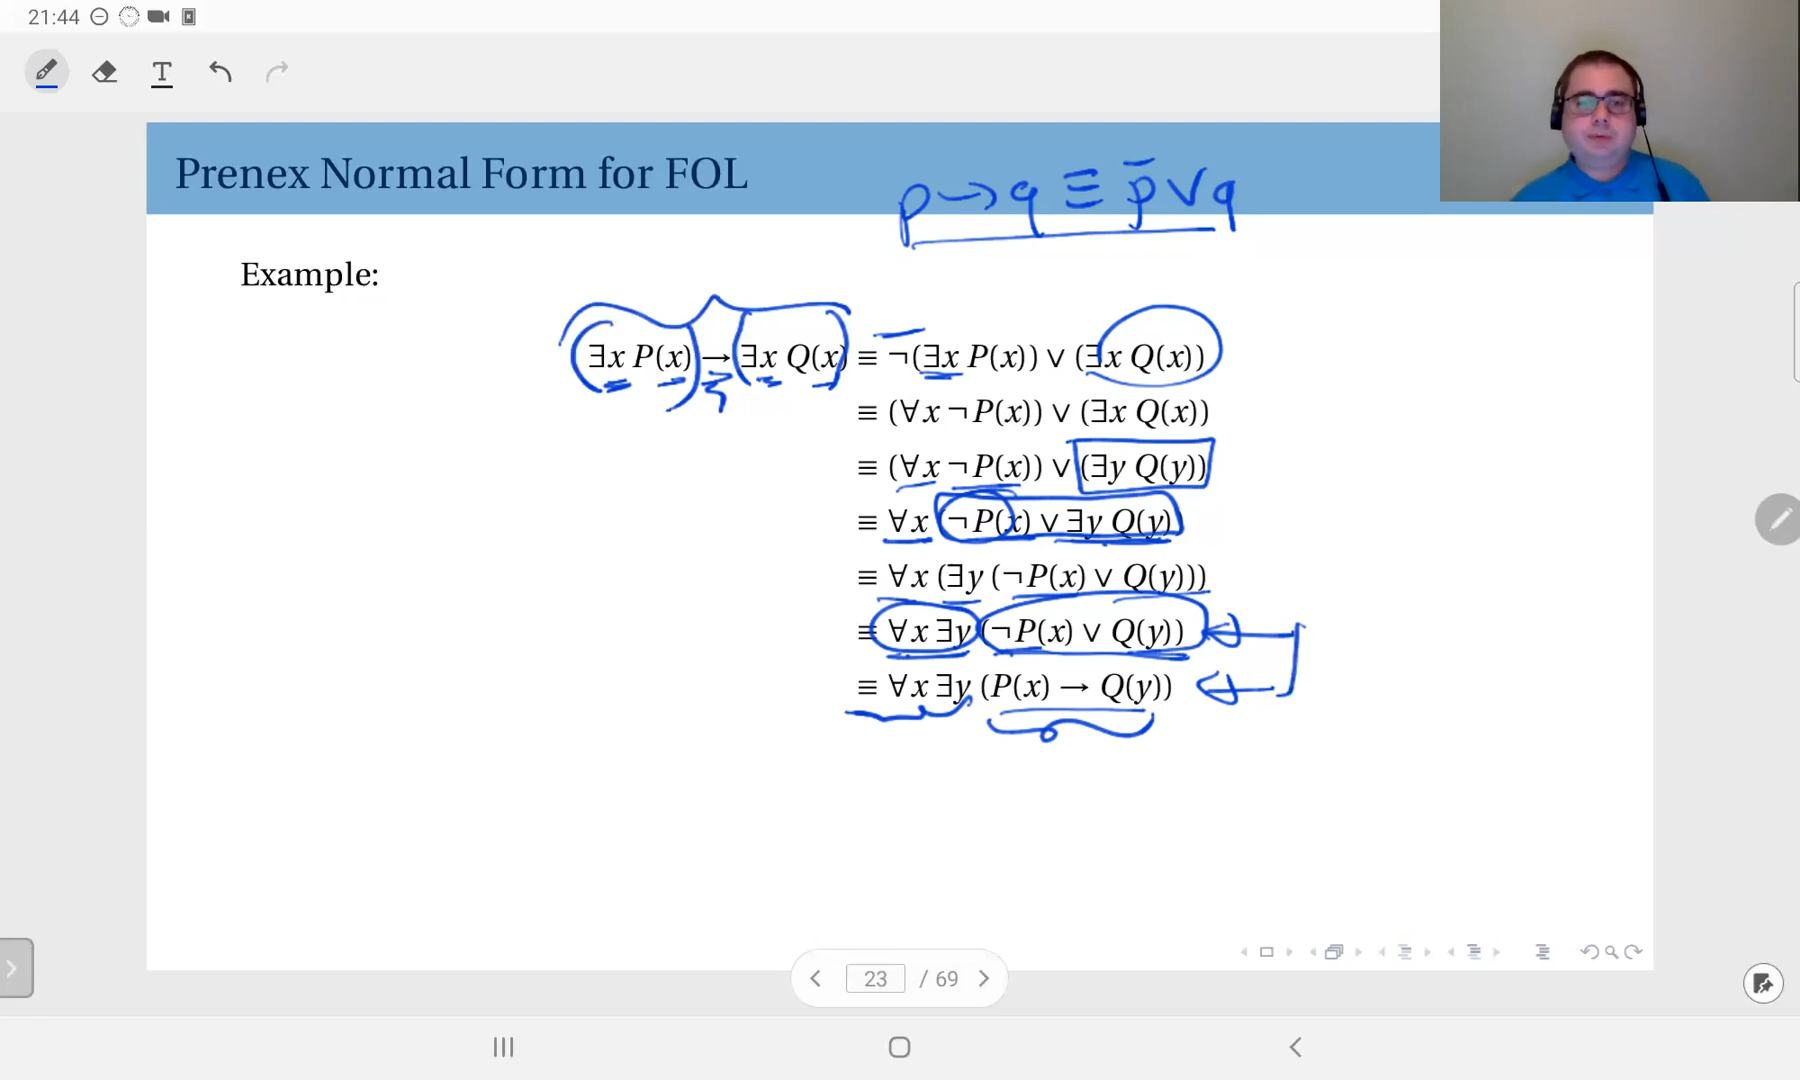 21:44
T
Prenex Normal Form for FOL
p → q ≡ p̅ ∨ q
Example:
∃x P(x) → ∃x Q(x) ≡ ¬(∃x P(x)) ∨ (∃x Q(x))
≡ (∀x ¬P(x)) ∨ (∃x Q(x))
≡ (∀x ¬P(x)) ∨ (∃y Q(y))
≡ ∀x (¬P(x) ∨ ∃y Q(y))
≡ ∀x (∃y (¬P(x) ∨ Q(y)))
≡ ∀x ∃y (¬P(x) ∨ Q(y))
≡ ∀x ∃y (P(x) → Q(y))
23 / 69